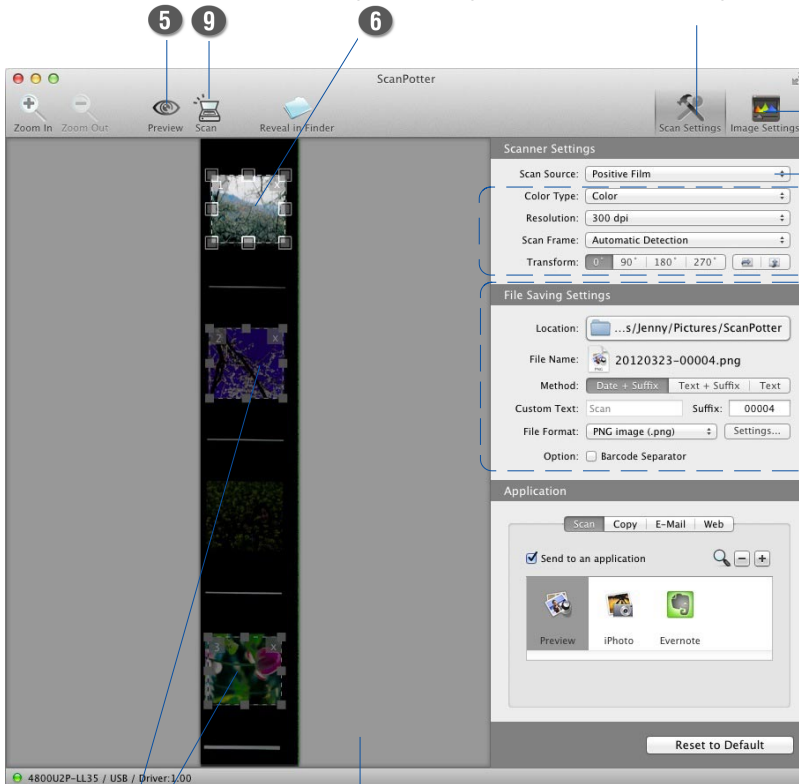 5 9 6
ScanPotter
Zoom In Zoom Out Preview Scan Reveal in Finder Scan Settings Image Settings
Scanner Settings
Scan Source: Positive Film
Color Type: Color
Resolution: 300 dpi
Scan Frame: Automatic Detection
Transform: 0° 90° 180° 270°
File Saving Settings
Location: ...s/Jenny/Pictures/ScanPotter
File Name: 20120323-00004.png
Method: Date + Suffix Text + Suffix Text
Custom Text: Scan Suffix: 00004
File Format: PNG image (.png) Settings...
Option: Barcode Separator
Application
Scan Copy E-Mail Web
Send to an application
Preview iPhoto Evernote
Reset to Default
1 x
2 x
3 x
4800U2P-LL35 / USB / Driver:1.00